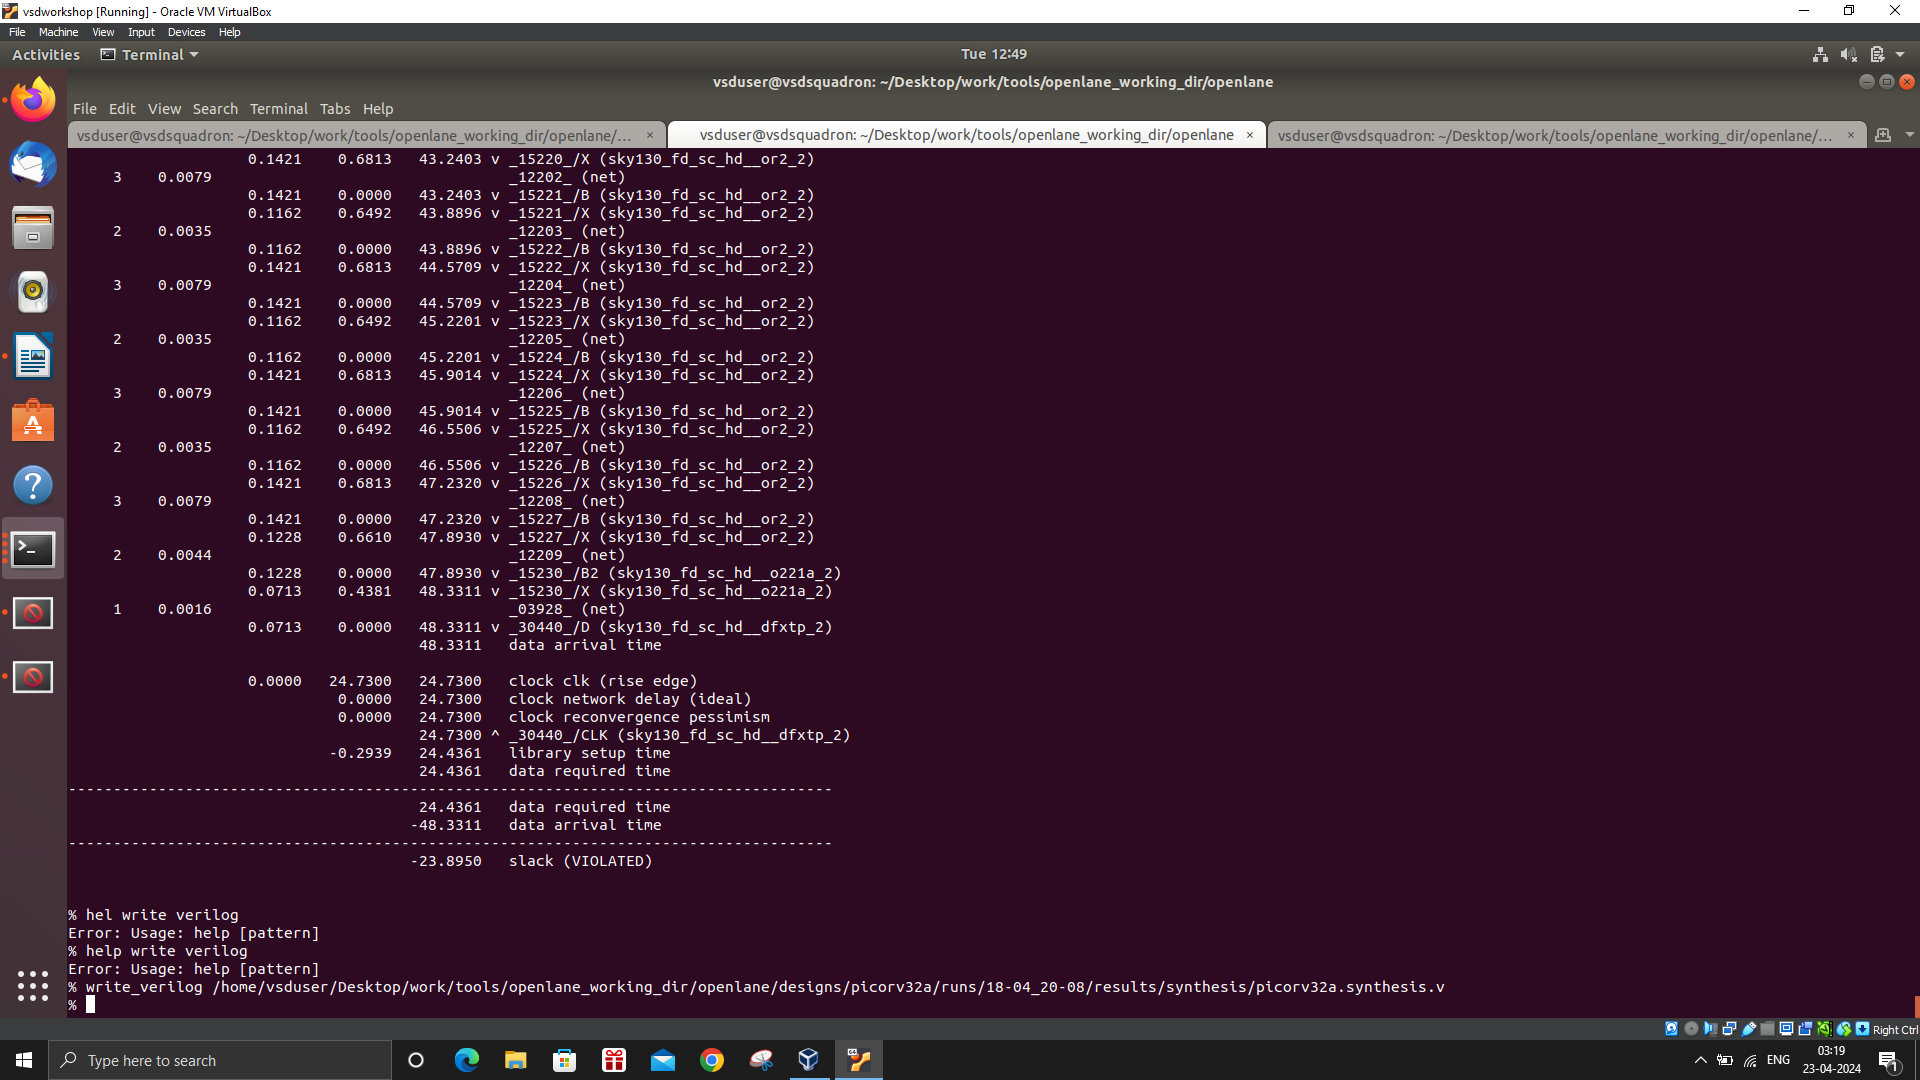 vsdworkshop [Running] - Oracle VM VirtualBox
File Machine View Input Devices Help
Activities Terminal Tue 12:49
vsduser@vsdsquadron: ~/Desktop/work/tools/openlane_working_dir/openlane
File Edit View Search Terminal Tabs Help
vsduser@vsdsquadron: ~/Desktop/work/tools/openlane_working_dir/openlane/... × vsduser@vsdsquadron: ~/Desktop/work/tools/openlane_working_dir/openlane × vsduser@vsdsquadron: ~/Desktop/work/tools/openlane_working_dir/openlane/... ×
0.1421 0.6813 43.2403 v _15220_/X (sky130_fd_sc_hd__or2_2)
3 0.0079 _12202_ (net)
0.1421 0.0000 43.2403 v _15221_/B (sky130_fd_sc_hd__or2_2)
0.1162 0.6492 43.8896 v _15221_/X (sky130_fd_sc_hd__or2_2)
2 0.0035 _12203_ (net)
0.1162 0.0000 43.8896 v _15222_/B (sky130_fd_sc_hd__or2_2)
0.1421 0.6813 44.5709 v _15222_/X (sky130_fd_sc_hd__or2_2)
3 0.0079 _12204_ (net)
0.1421 0.0000 44.5709 v _15223_/B (sky130_fd_sc_hd__or2_2)
0.1162 0.6492 45.2201 v _15223_/X (sky130_fd_sc_hd__or2_2)
2 0.0035 _12205_ (net)
0.1162 0.0000 45.2201 v _15224_/B (sky130_fd_sc_hd__or2_2)
0.1421 0.6813 45.9014 v _15224_/X (sky130_fd_sc_hd__or2_2)
3 0.0079 _12206_ (net)
0.1421 0.0000 45.9014 v _15225_/B (sky130_fd_sc_hd__or2_2)
0.1162 0.6492 46.5506 v _15225_/X (sky130_fd_sc_hd__or2_2)
2 0.0035 _12207_ (net)
0.1162 0.0000 46.5506 v _15226_/B (sky130_fd_sc_hd__or2_2)
0.1421 0.6813 47.2320 v _15226_/X (sky130_fd_sc_hd__or2_2)
3 0.0079 _12208_ (net)
0.1421 0.0000 47.2320 v _15227_/B (sky130_fd_sc_hd__or2_2)
0.1228 0.6610 47.8930 v _15227_/X (sky130_fd_sc_hd__or2_2)
2 0.0044 _12209_ (net)
0.1228 0.0000 47.8930 v _15230_/B2 (sky130_fd_sc_hd__o221a_2)
0.0713 0.4381 48.3311 v _15230_/X (sky130_fd_sc_hd__o221a_2)
1 0.0016 _03928_ (net)
0.0713 0.0000 48.3311 v _30440_/D (sky130_fd_sc_hd__dfxtp_2)
48.3311 data arrival time
0.0000 24.7300 24.7300 clock clk (rise edge)
0.0000 24.7300 clock network delay (ideal)
0.0000 24.7300 clock reconvergence pessimism
24.7300 ^ _30440_/CLK (sky130_fd_sc_hd__dfxtp_2)
-0.2939 24.4361 library setup time
24.4361 data required time
-------------------------------------------------------------------------------------
24.4361 data required time
-48.3311 data arrival time
-------------------------------------------------------------------------------------
-23.8950 slack (VIOLATED)
% hel write verilog
Error: Usage: help [pattern]
% help write verilog
Error: Usage: help [pattern]
% write_verilog /home/vsduser/Desktop/work/tools/openlane_working_dir/openlane/designs/picorv32a/runs/18-04_20-08/results/synthesis/picorv32a.synthesis.v
%
Right Ctrl
Type here to search ENG 03:19
23-04-2024 1